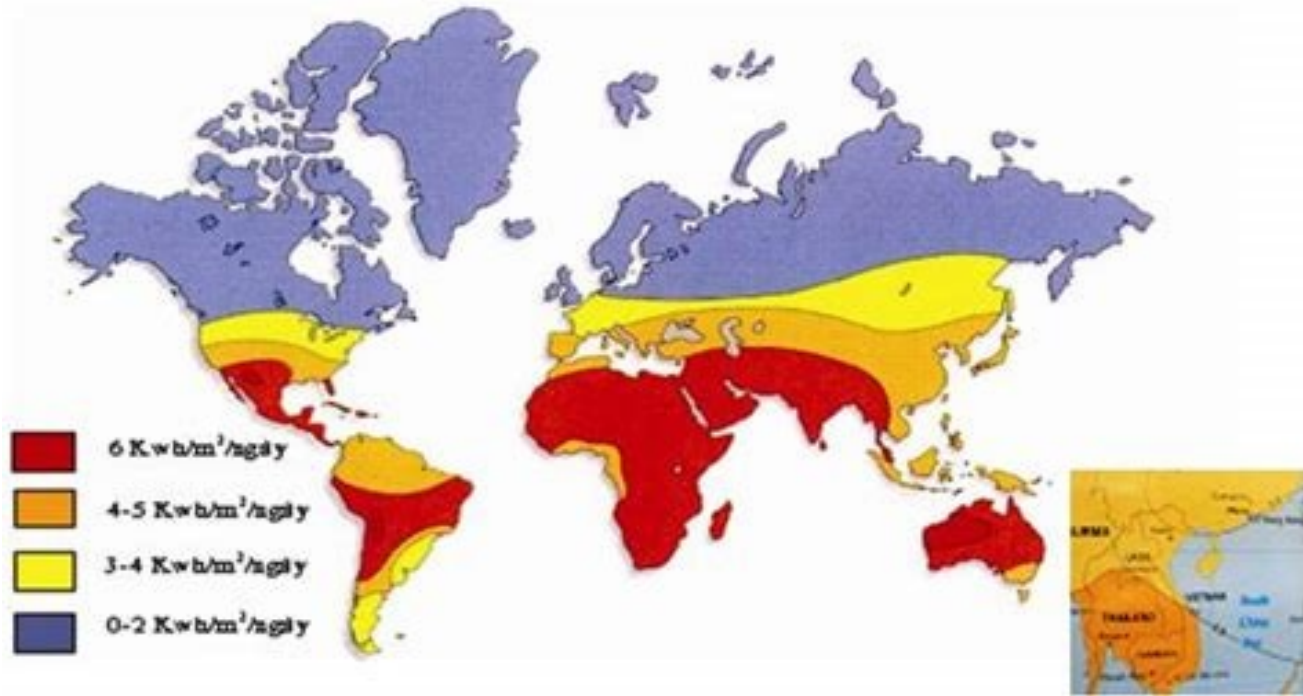 6 Kwh/m²/ngày
4-5 Kwh/m²/ngày
3-4 Kwh/m²/ngày
0-2 Kwh/m²/ngày
LAOS
VIETNAM
THAILAND
South
China
Sea